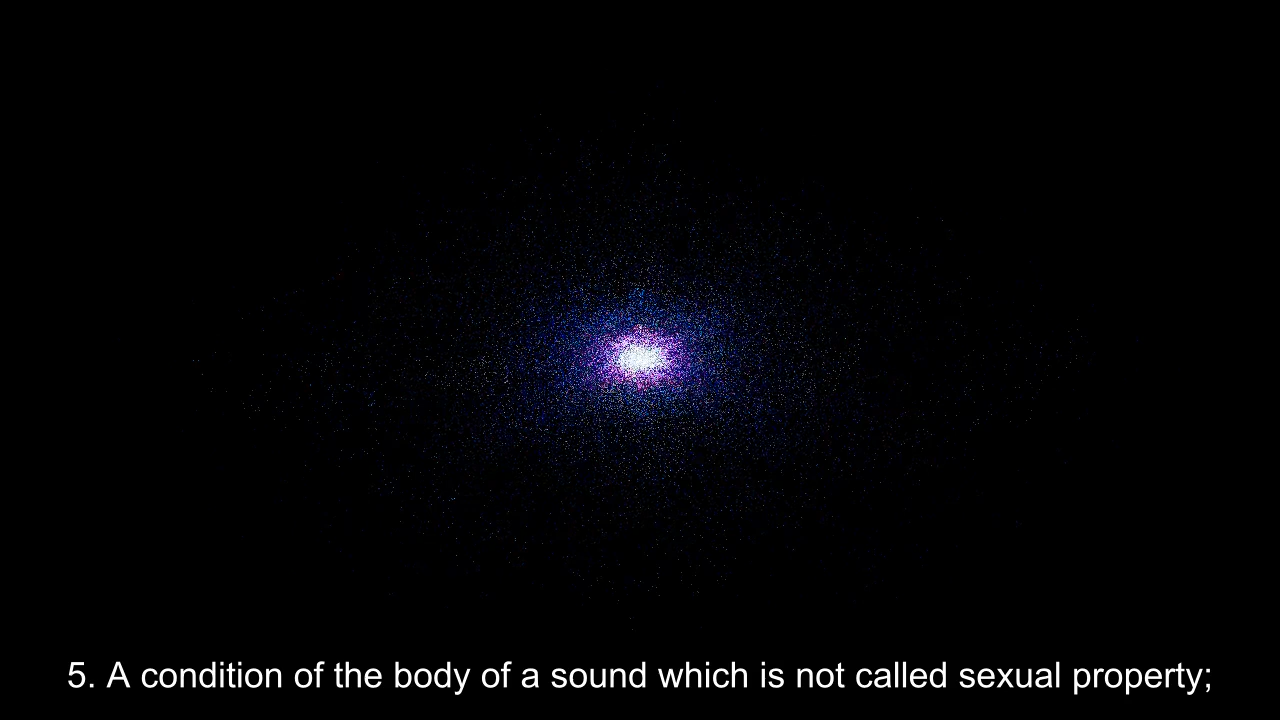 5. A condition of the body of a sound which is not called sexual property;